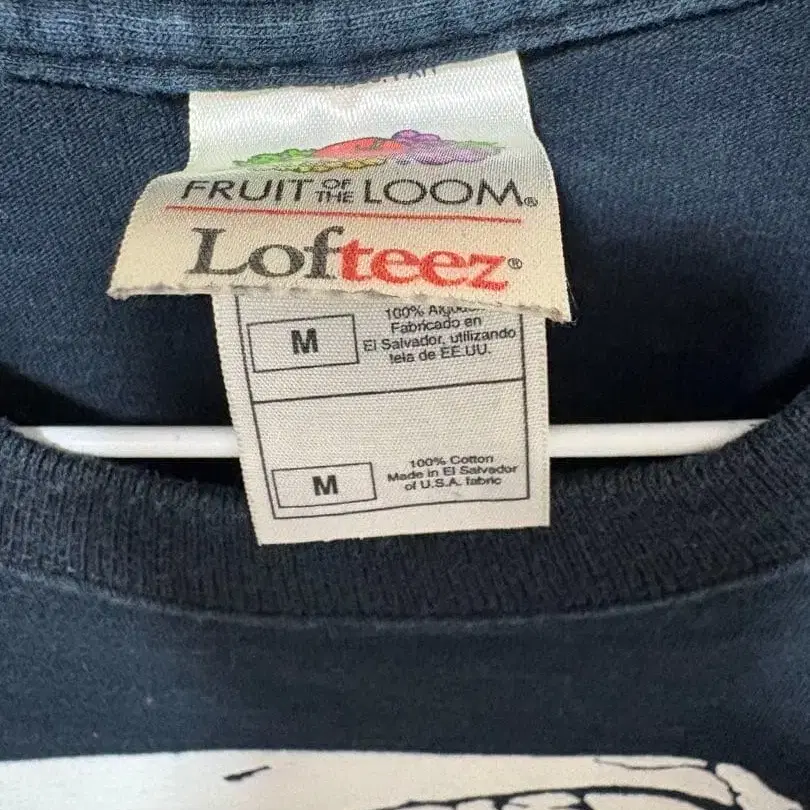 FRUIT OF THE LOOM®
Lofteez®
M
100%
Fabricado en
El Salvador, utilizando
tela de EE.UU.
M
100% Cotton
Made in El Salvador
of U.S.A. fabric